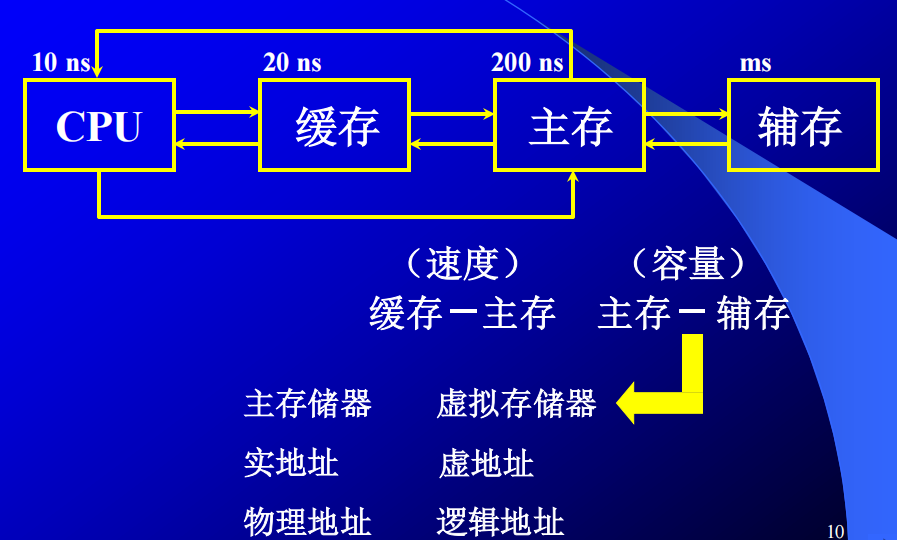 10 ns 20 ns 200 ns ms
CPU 缓存 主存 辅存
（速度） （容量）
缓存－主存 主存－辅存
主存储器 虚拟存储器
实地址 虚地址
物理地址 逻辑地址
10